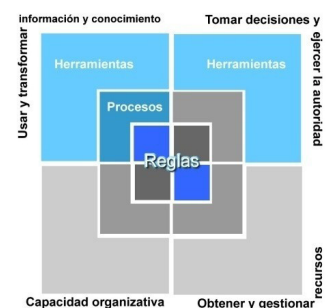 información y conocimiento
Usar y transformar
Tomar decisiones y
ejercer la autoridad
Herramientas
Herramientas
Procesos
Reglas
Capacidad organizativa
Obtener y gestionar
recursos